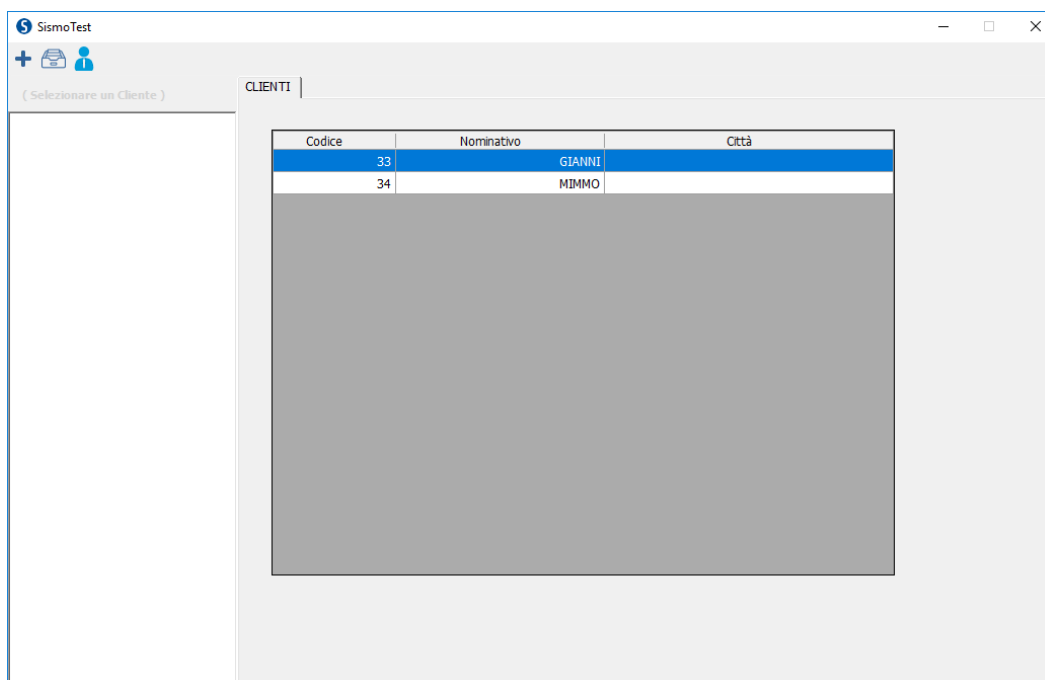 SismoTest
( Selezionare un Cliente )
CLIENTI
Codice Nominativo Città
33 GIANNI
34 MIMMO